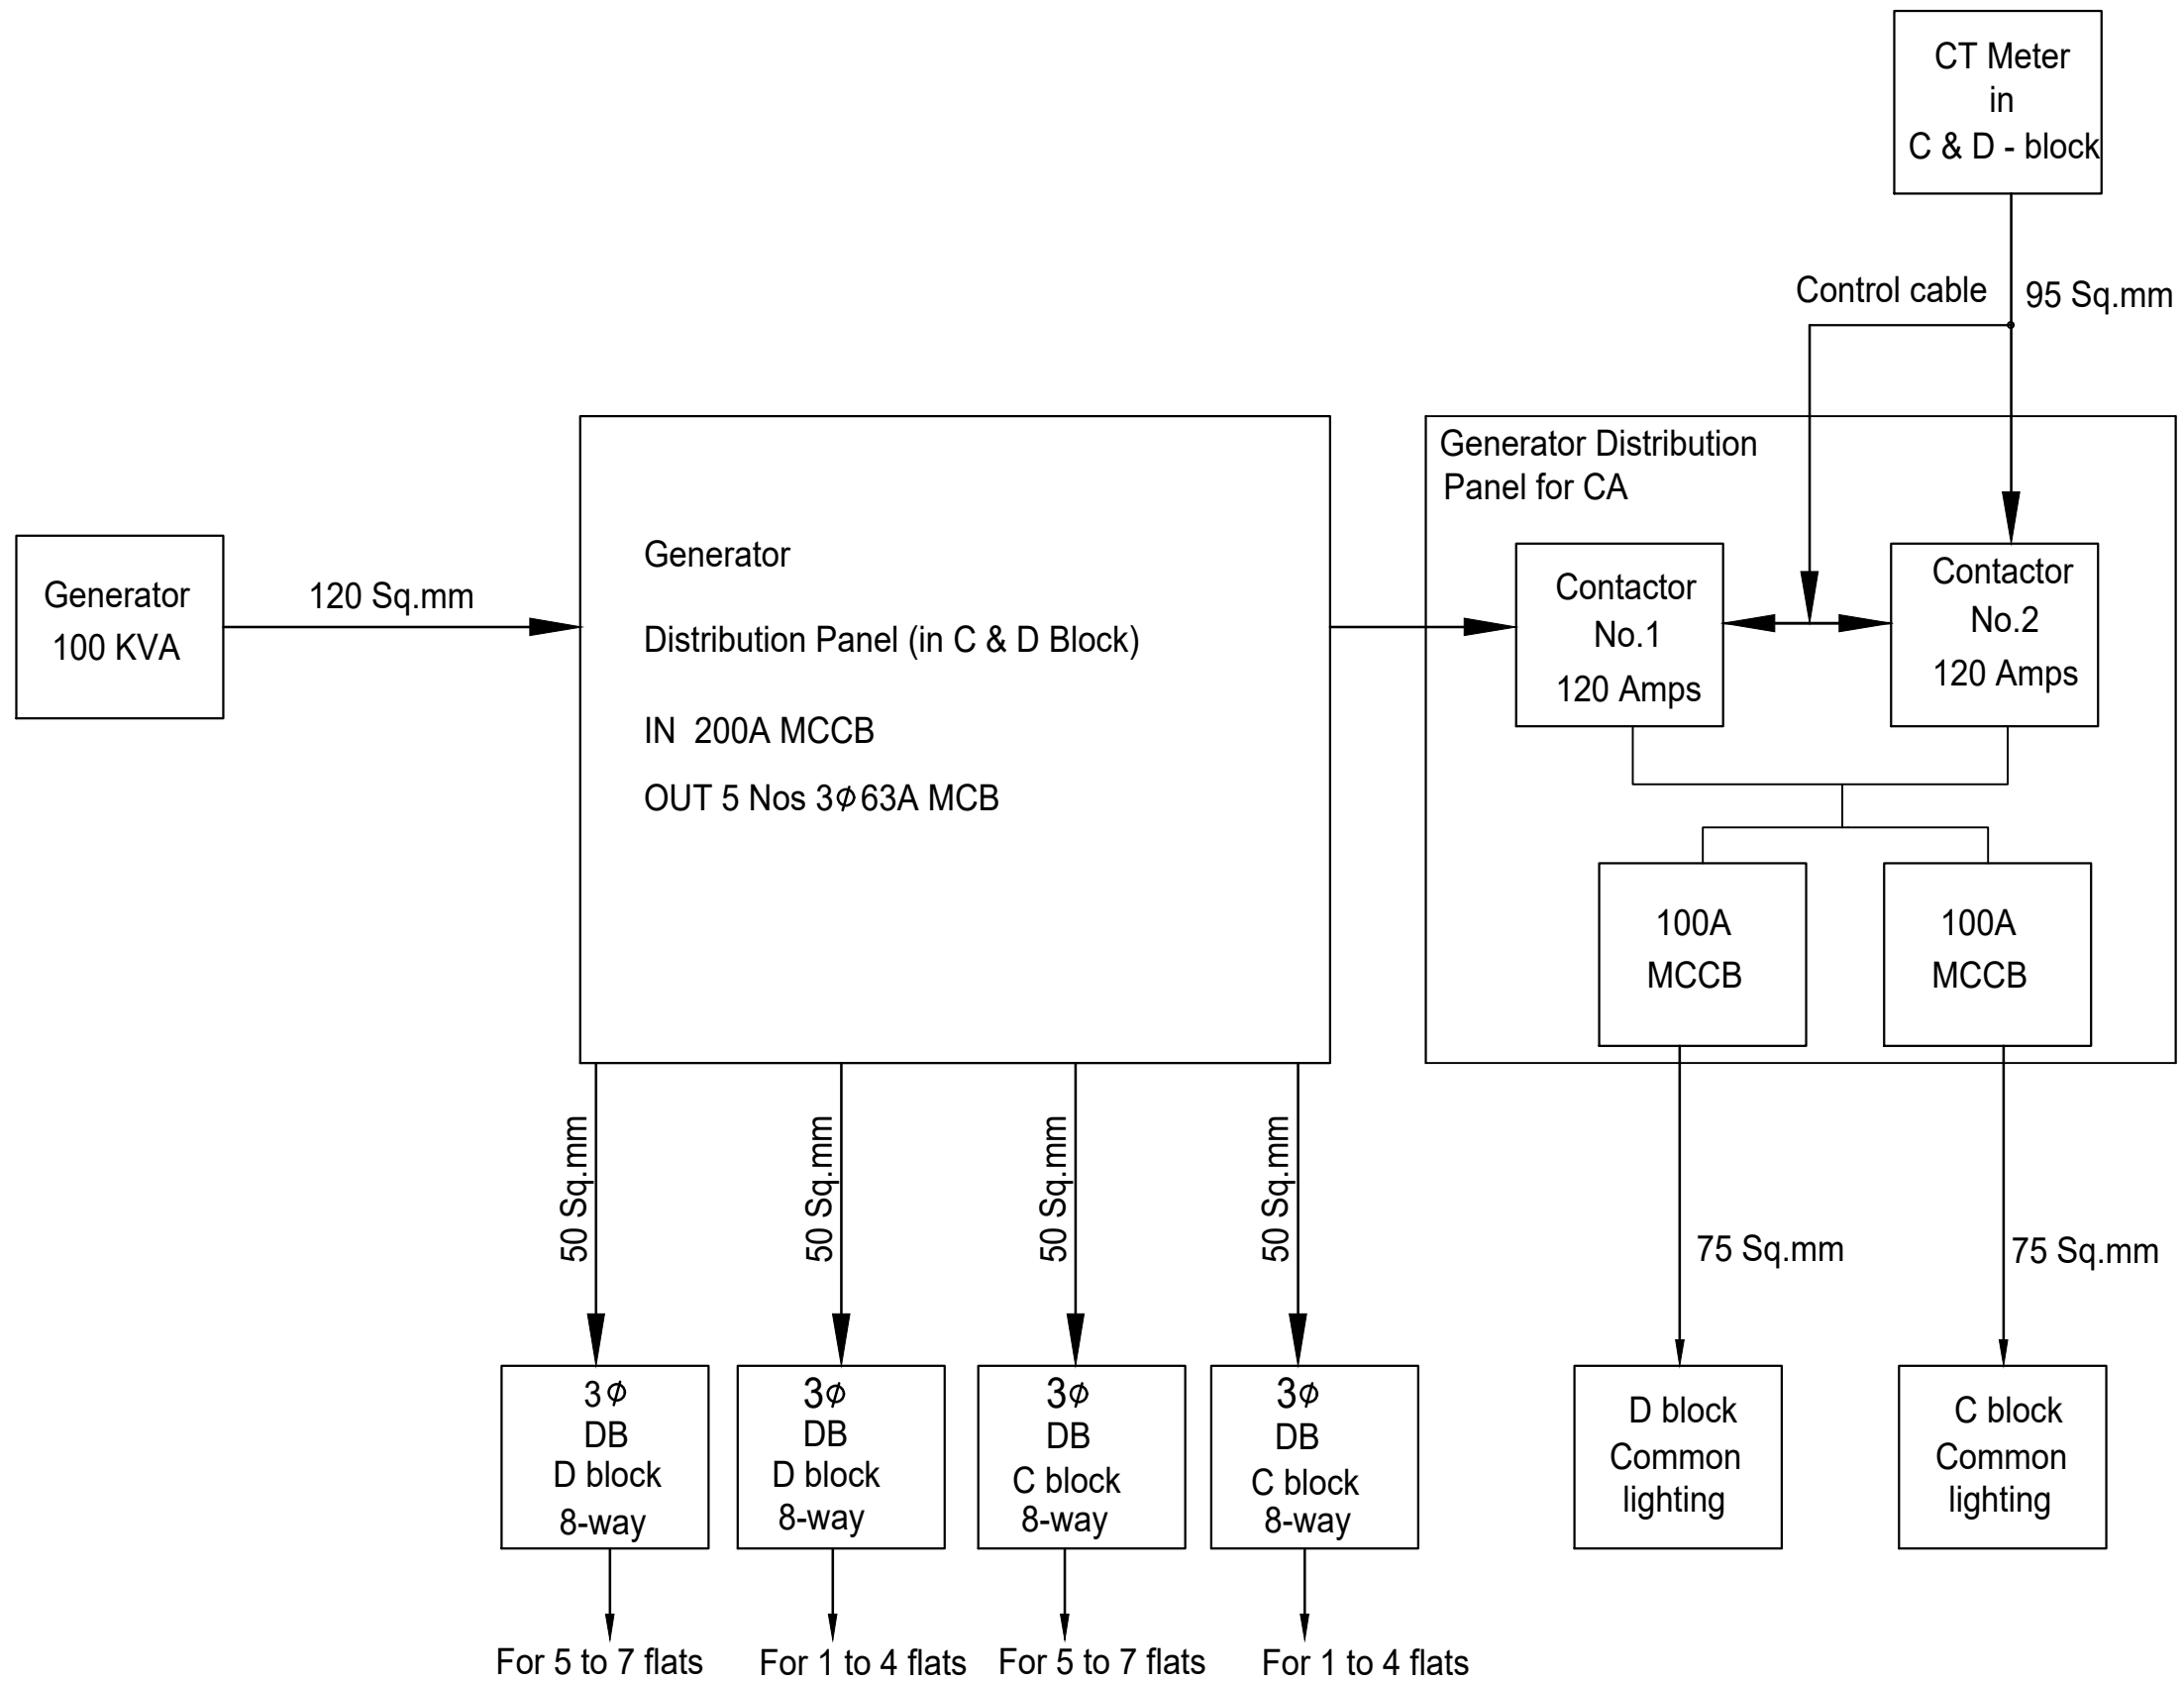 CT Meter
in
C & D - block
Control cable
95 Sq.mm
Generator Distribution
Panel for CA
Generator
100 KVA
120 Sq.mm
Generator
Distribution Panel (in C & D Block)
IN 200A MCCB
OUT 5 Nos 3ϕ63A MCB
Contactor
No.1
120 Amps
Contactor
No.2
120 Amps
100A
MCCB
100A
MCCB
50 Sq.mm
50 Sq.mm
50 Sq.mm
50 Sq.mm
75 Sq.mm
75 Sq.mm
3ϕ
DB
D block
8-way
3ϕ
DB
D block
8-way
3ϕ
DB
C block
8-way
3ϕ
DB
C block
8-way
D block
Common
lighting
C block
Common
lighting
For 5 to 7 flats
For 1 to 4 flats
For 5 to 7 flats
For 1 to 4 flats